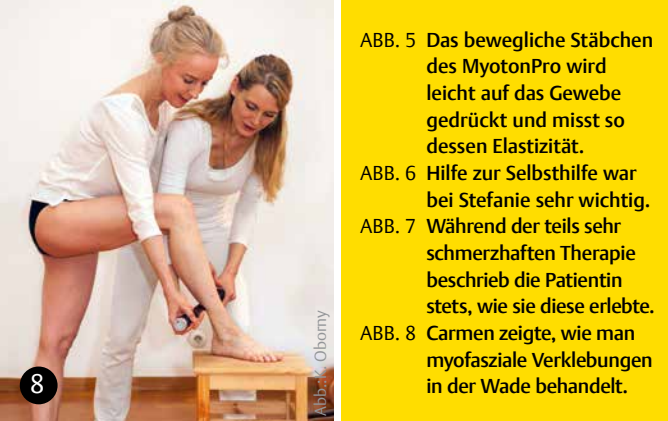 8
Abb.: K. Oborny
ABB. 5 Das bewegliche Stäbchen
des MyotonPro wird
leicht auf das Gewebe
gedrückt und misst so
dessen Elastizität.
ABB. 6 Hilfe zur Selbsthilfe war
bei Stefanie sehr wichtig.
ABB. 7 Während der teils sehr
schmerzhaften Therapie
beschrieb die Patientin
stets, wie sie diese erlebte.
ABB. 8 Carmen zeigte, wie man
myofasziale Verklebungen
in der Wade behandelt.